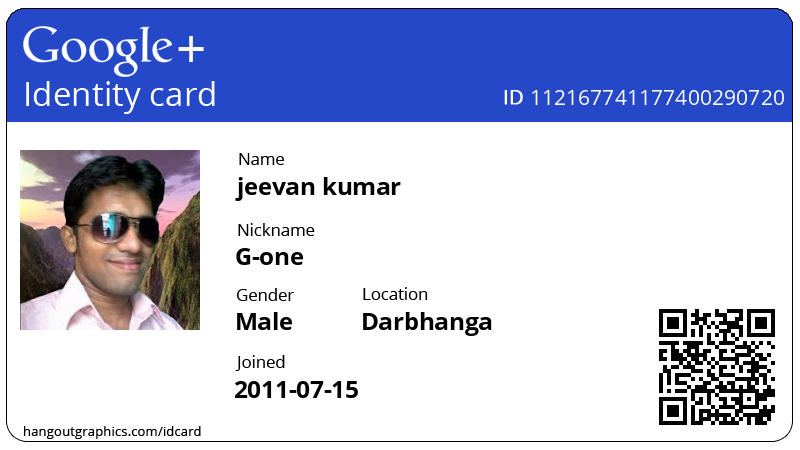 Google+
Identity card
ID 112167741177400290720
Name
jeevan kumar
Nickname
G-one
Gender Location
Male Darbhanga
Joined
2011-07-15
hangoutgraphics.com/idcard